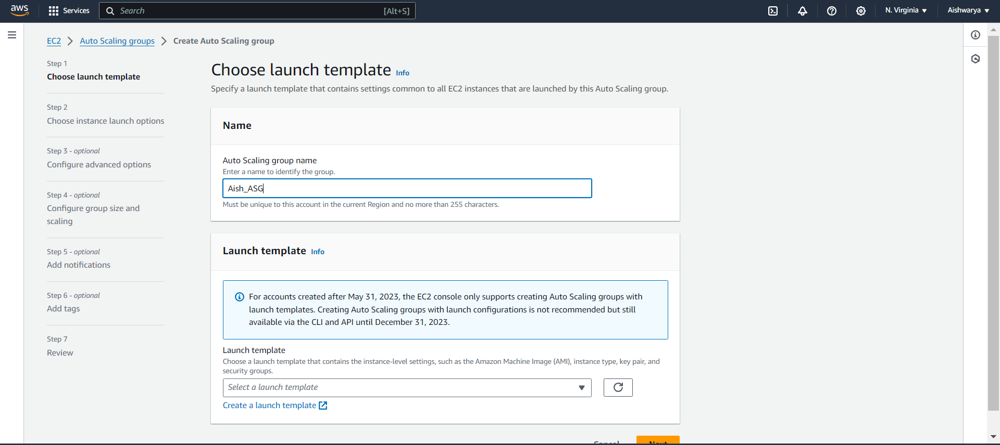 aws
Services
Search
[Alt+S]
N. Virginia
Aishwarya
EC2
Auto Scaling groups
Create Auto Scaling group
Step 1
Choose launch template
Step 2
Choose instance launch options
Step 3 - optional
Configure advanced options
Step 4 - optional
Configure group size and
scaling
Step 5 - optional
Add notifications
Step 6 - optional
Add tags
Step 7
Review
Choose launch template Info
Specify a launch template that contains settings common to all EC2 instances that are launched by this Auto Scaling group.
Name
Auto Scaling group name
Enter a name to identify the group.
Aish_ASG
Must be unique to this account in the current Region and no more than 255 characters.
Launch template Info
For accounts created after May 31, 2023, the EC2 console only supports creating Auto Scaling groups with
launch templates. Creating Auto Scaling groups with launch configurations is not recommended but still
available via the CLI and API until December 31, 2023.
Launch template
Choose a launch template that contains the instance-level settings, such as the Amazon Machine Image (AMI), instance type, key pair, and
security groups.
Select a launch template
Create a launch template
Cancel
Next